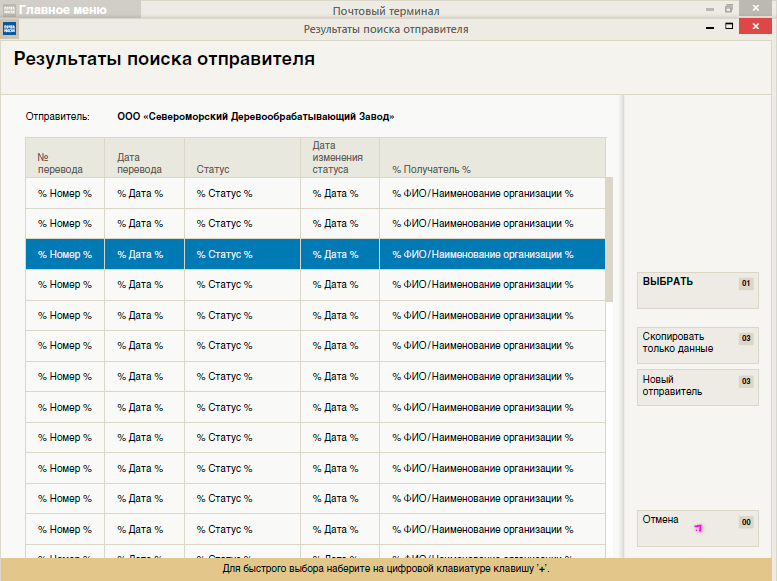 Главное меню
Почтовый терминал
Результаты поиска отправителя
Результаты поиска отправителя
Отправитель: ООО «Североморский Деревообрабатывающий Завод»
№ перевода Дата перевода Статус Дата изменения статуса % Получатель %
% Номер % % Дата % % Статус % % Дата % % ФИО/Наименование организации %
% Номер % % Дата % % Статус % % Дата % % ФИО/Наименование организации %
% Номер % % Дата % % Статус % % Дата % % ФИО/Наименование организации %
% Номер % % Дата % % Статус % % Дата % % ФИО/Наименование организации %
% Номер % % Дата % % Статус % % Дата % % ФИО/Наименование организации %
% Номер % % Дата % % Статус % % Дата % % ФИО/Наименование организации %
% Номер % % Дата % % Статус % % Дата % % ФИО/Наименование организации %
% Номер % % Дата % % Статус % % Дата % % ФИО/Наименование организации %
% Номер % % Дата % % Статус % % Дата % % ФИО/Наименование организации %
% Номер % % Дата % % Статус % % Дата % % ФИО/Наименование организации %
% Номер % % Дата % % Статус % % Дата % % ФИО/Наименование организации %
% Номер % % Дата % % Статус % % Дата % % ФИО/Наименование организации %
% Номер % % Дата % % Статус % % Дата % % ФИО/Наименование организации %
ВЫБРАТЬ 01
Скопировать 03
только данные
Новый 03
отправитель
Отмена 00
Для быстрого выбора наберите на цифровой клавиатуре клавишу '+'.